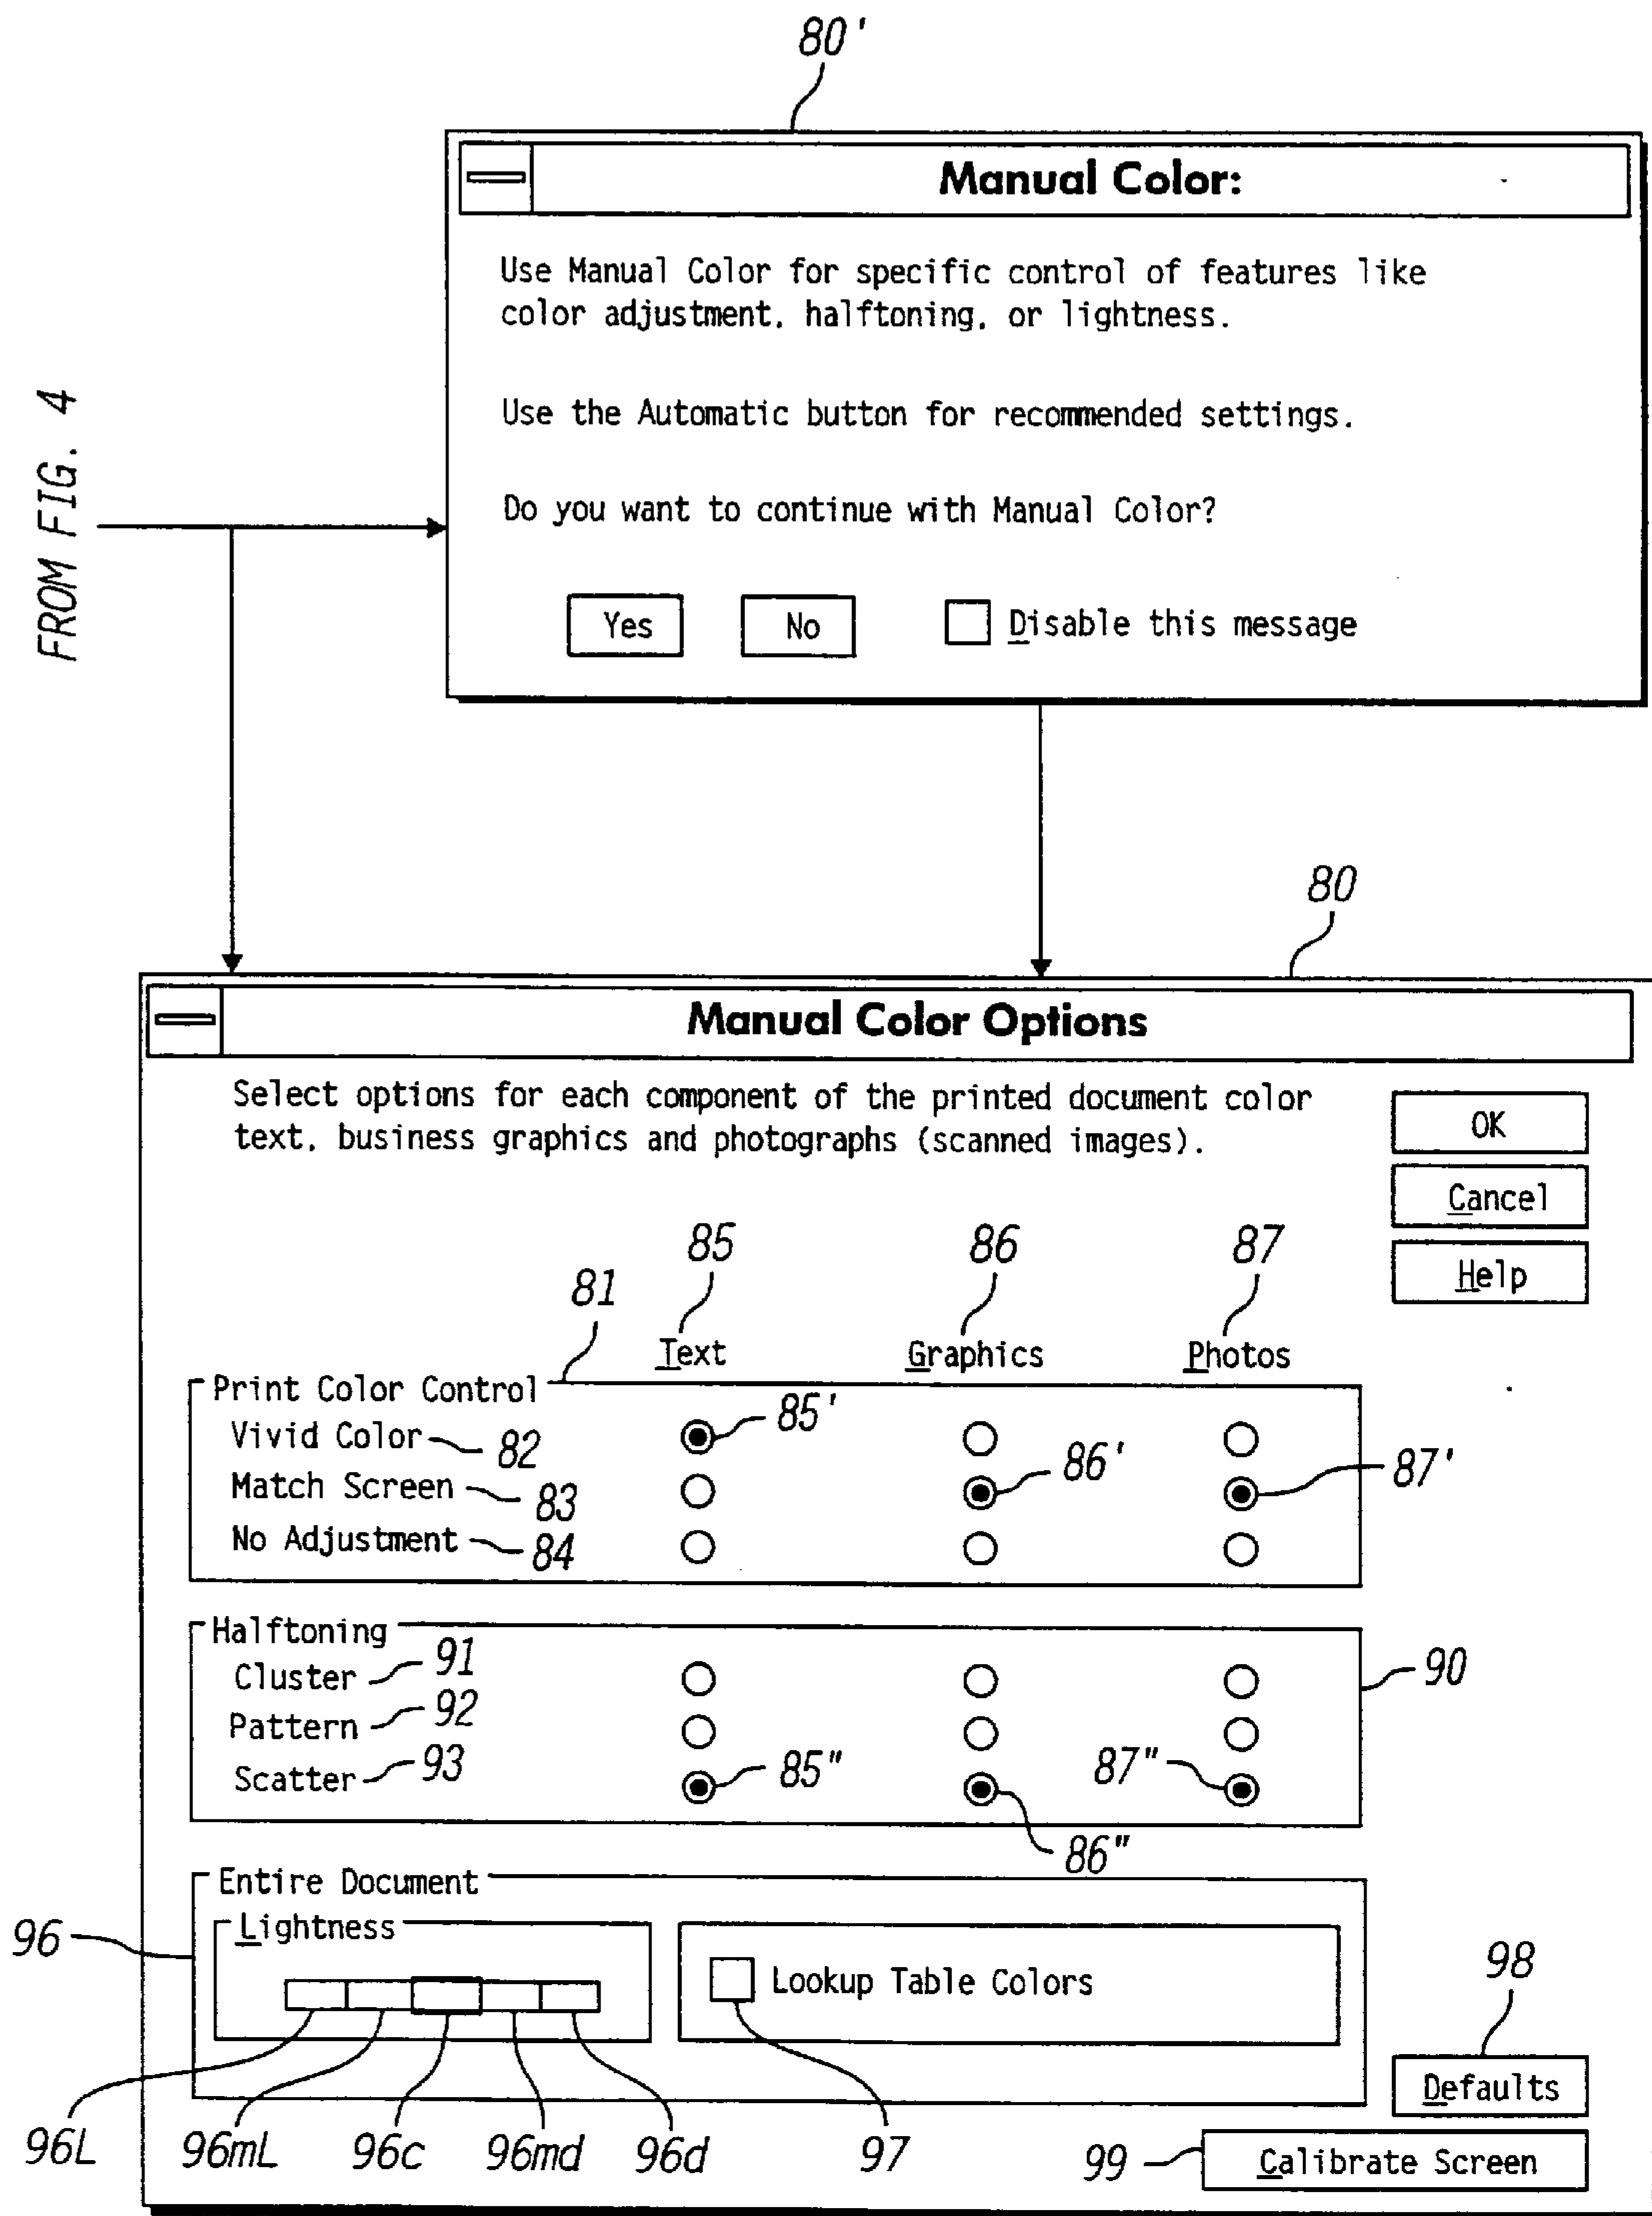 80'
Manual Color:
Use Manual Color for specific control of features like
color adjustment, halftoning, or lightness.
Use the Automatic button for recommended settings.
Do you want to continue with Manual Color?
Yes No Disable this message
FROM FIG. 4
80
Manual Color Options
Select options for each component of the printed document color
text, business graphics and photographs (scanned images).
OK
Cancel
Help
81 85 86 87
Text Graphics Photos
Print Color Control
Vivid Color 82 85'
Match Screen 83 86' 87'
No Adjustment 84
Halftoning
Cluster 91 90
Pattern 92
Scatter 93 85" 86" 87"
Entire Document
96 Lightness
Lookup Table Colors
98
Defaults
96L 96mL 96c 96md 96d 97
99 Calibrate Screen